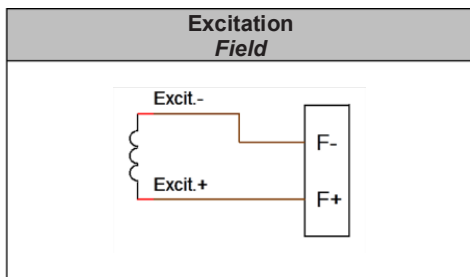 Excitation
Field
Excit.-
F-
Excit.+
F+